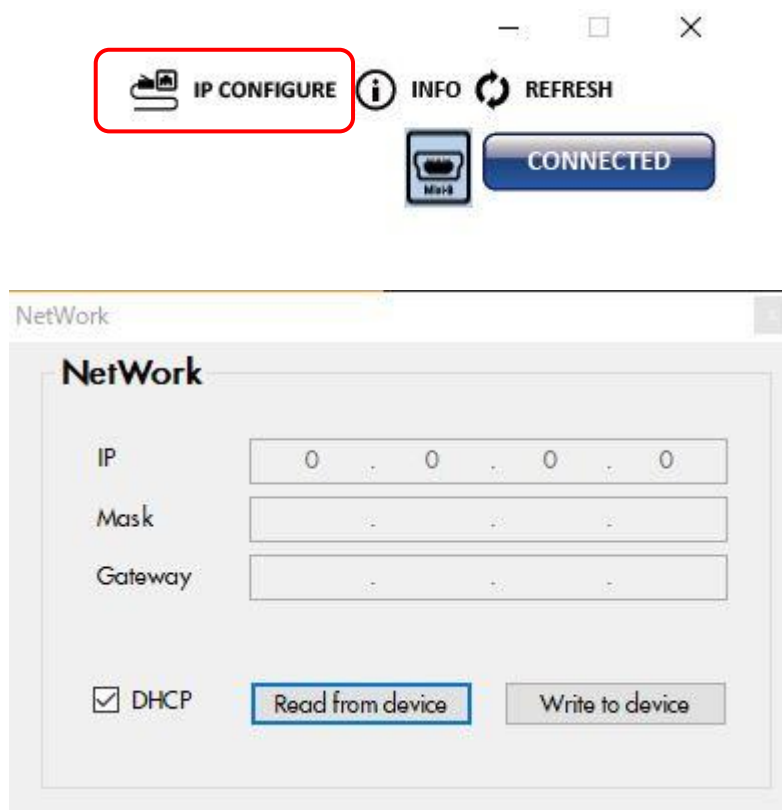 IP CONFIGURE INFO REFRESH
CONNECTED
NetWork
NetWork
IP 0 . 0 . 0 . 0
Mask . . .
Gateway . . .
DHCP Read from device Write to device